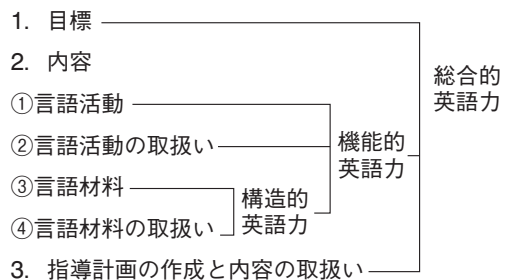 1. 目標
2. 内容
①言語活動
②言語活動の取扱い
③言語材料
④言語材料の取扱い
3. 指導計画の作成と内容の取扱い
構造的
英語力
機能的
英語力
総合的
英語力